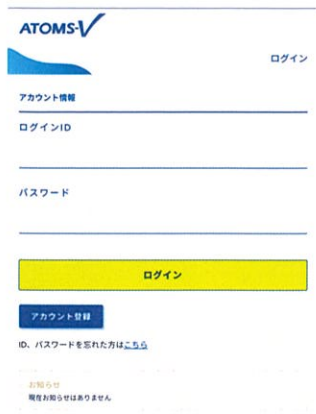 ATOMS-V
ログイン
アカウント情報
ログインID
パスワード
ログイン
アカウント登録
ID、パスワードを忘れた方はこちら
お知らせ
現在お知らせはありません